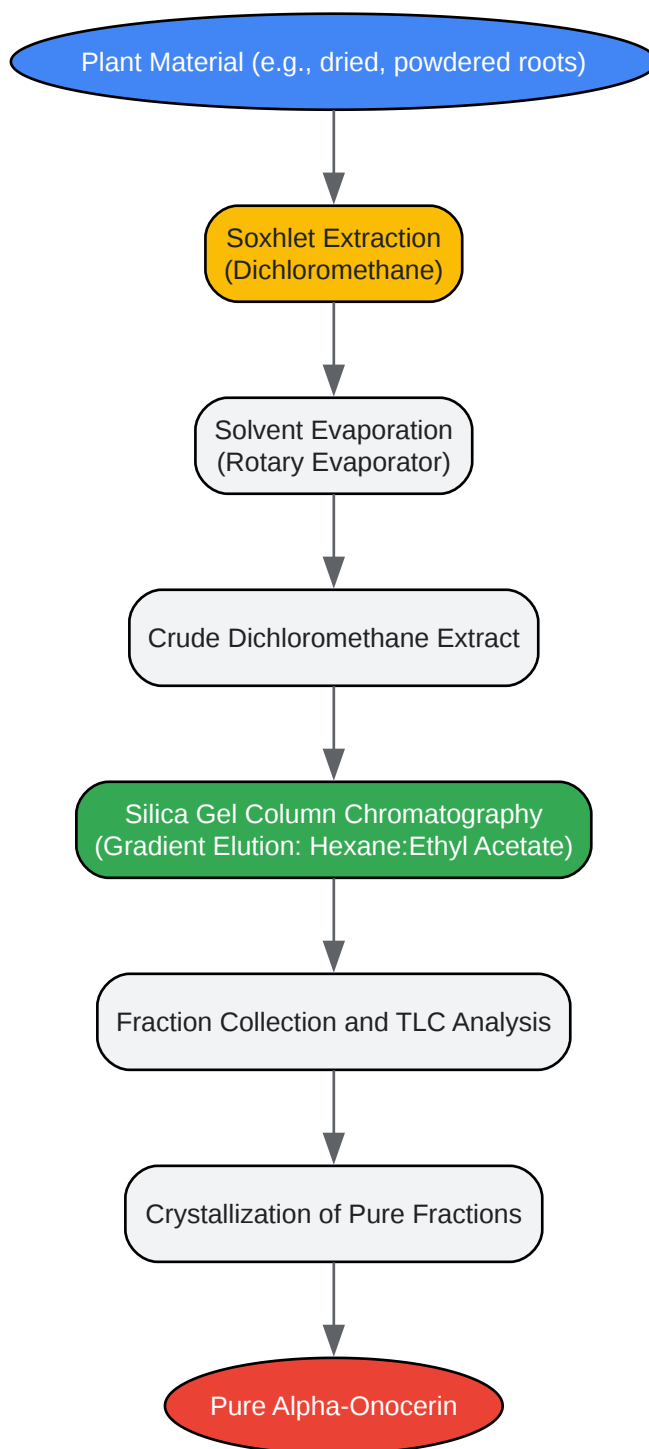 Plant Material (e.g., dried, powdered roots)
Soxhlet Extraction
(Dichloromethane)
Solvent Evaporation
(Rotary Evaporator)
Crude Dichloromethane Extract
Silica Gel Column Chromatography
(Gradient Elution: Hexane:Ethyl Acetate)
Fraction Collection and TLC Analysis
Crystallization of Pure Fractions
Pure Alpha-Onocerin